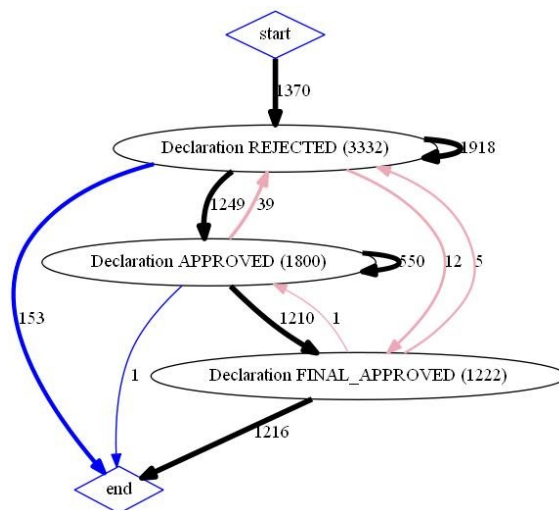 start
1370
Declaration REJECTED (3332)
1918
1249
39
Declaration APPROVED (1800)
550
12
5
153
1210
1
1
Declaration FINAL_APPROVED (1222)
1216
end